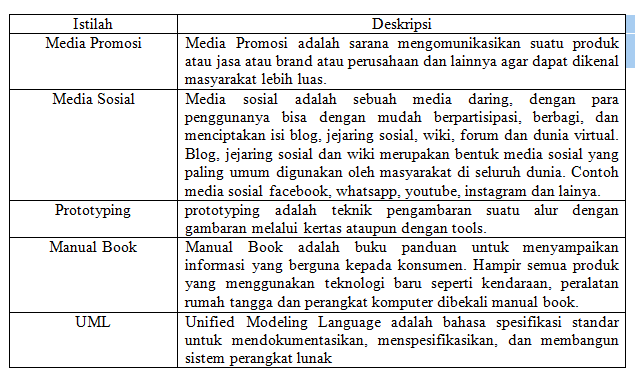 Istilah Deskripsi
Media Promosi Media Promosi adalah sarana mengomunikasikan suatu produk
atau jasa atau brand atau perusahaan dan lainnya agar dapat dikenal
masyarakat lebih luas.
Media Sosial Media sosial adalah sebuah media daring, dengan para
penggunanya bisa dengan mudah berpartisipasi, berbagi, dan
menciptakan isi blog, jejaring sosial, wiki, forum dan dunia virtual.
Blog, jejaring sosial dan wiki merupakan bentuk media sosial yang
paling umum digunakan oleh masyarakat di seluruh dunia. Contoh
media sosial facebook, whatsapp, youtube, instagram dan lainya.
Prototyping prototyping adalah teknik pengambaran suatu alur dengan
gambaran melalui kertas ataupun dengan tools.
Manual Book Manual Book adalah buku panduan untuk menyampaikan
informasi yang berguna kepada konsumen. Hampir semua produk
yang menggunakan teknologi baru seperti kendaraan, peralatan
rumah tangga dan perangkat komputer dibekali manual book.
UML Unified Modeling Language adalah bahasa spesifikasi standar
untuk mendokumentasikan, menspesifikasikan, dan membangun
sistem perangkat lunak